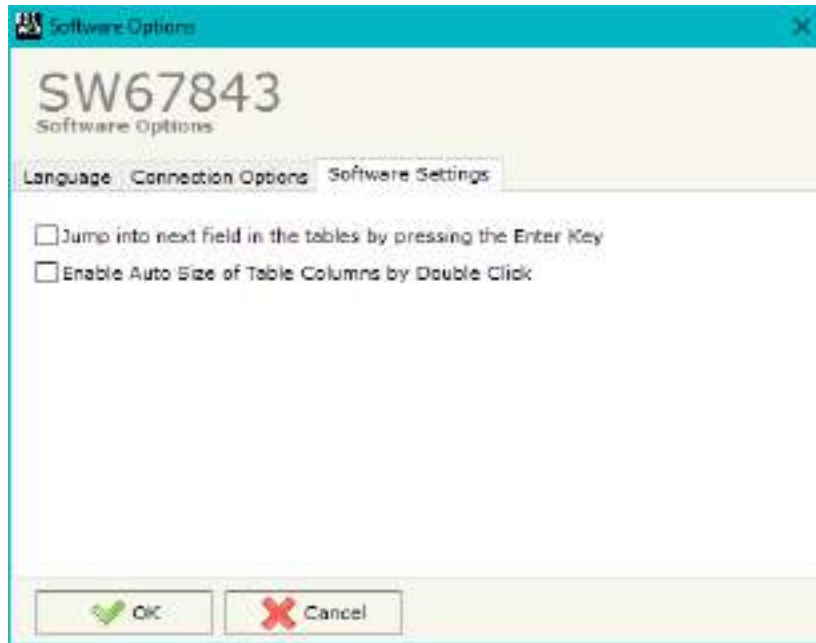 Software Options
SW67843
Software Options
Language Connection Options Software Settings
Jump into next field in the tables by pressing the Enter Key
Enable Auto Size of Table Columns by Double Click
OK Cancel